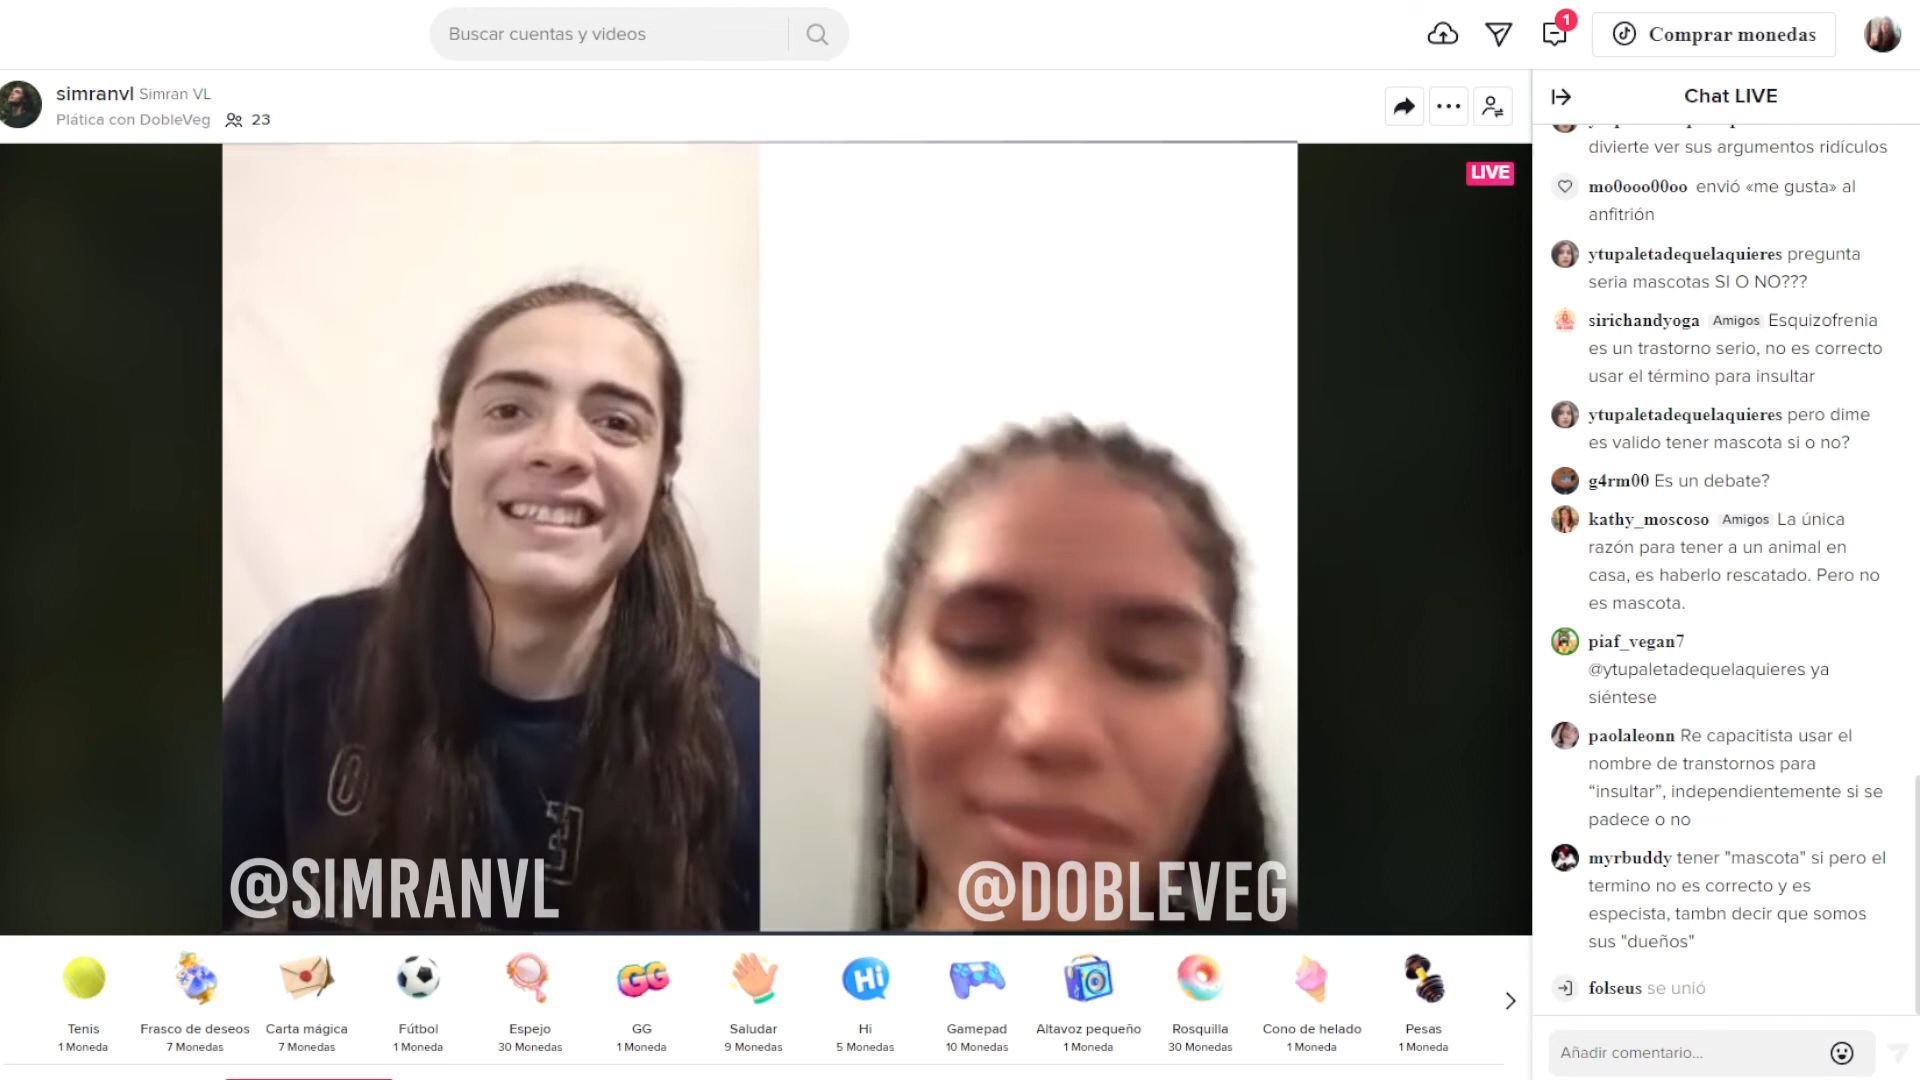 Buscar cuentas y videos
1
Comprar monedas
simranvl Simran VL
Plática con DobleVeg 23
LIVE
@SIMRANVL
@DOBLEVEG
Tenis
1 Moneda
Frasco de deseos
7 Monedas
Carta mágica
7 Monedas
Fútbol
1 Moneda
Espejo
30 Monedas
GG
GG
1 Moneda
Saludar
9 Monedas
Hi
Hi
5 Monedas
Gamepad
10 Monedas
Altavoz pequeño
1 Moneda
Rosquilla
30 Monedas
Cono de helado
1 Moneda
Pesas
1 Moneda
Chat LIVE
divierte ver sus argumentos ridículos
mo0ooo00oo envió «me gusta» al
anfitrión
ytupaletadequelaquieres pregunta
seria mascotas SI O NO???
sirichandyoga Amigos Esquizofrenia
es un trastorno serio, no es correcto
usar el término para insultar
ytupaletadequelaquieres pero dime
es valido tener mascota si o no?
g4rm00 Es un debate?
kathy_moscoso Amigos La única
razón para tener a un animal en
casa, es haberlo rescatado. Pero no
es mascota.
piaf_vegan7
@ytupaletadequelaquieres ya
siéntese
paolaleonn Re capacitista usar el
nombre de transtornos para
“insultar”, independientemente si se
padece o no
myrbuddy tener "mascota" si pero el
termino no es correcto y es
especista, tambn decir que somos
sus "dueños"
folseus se unió
Añadir comentario...